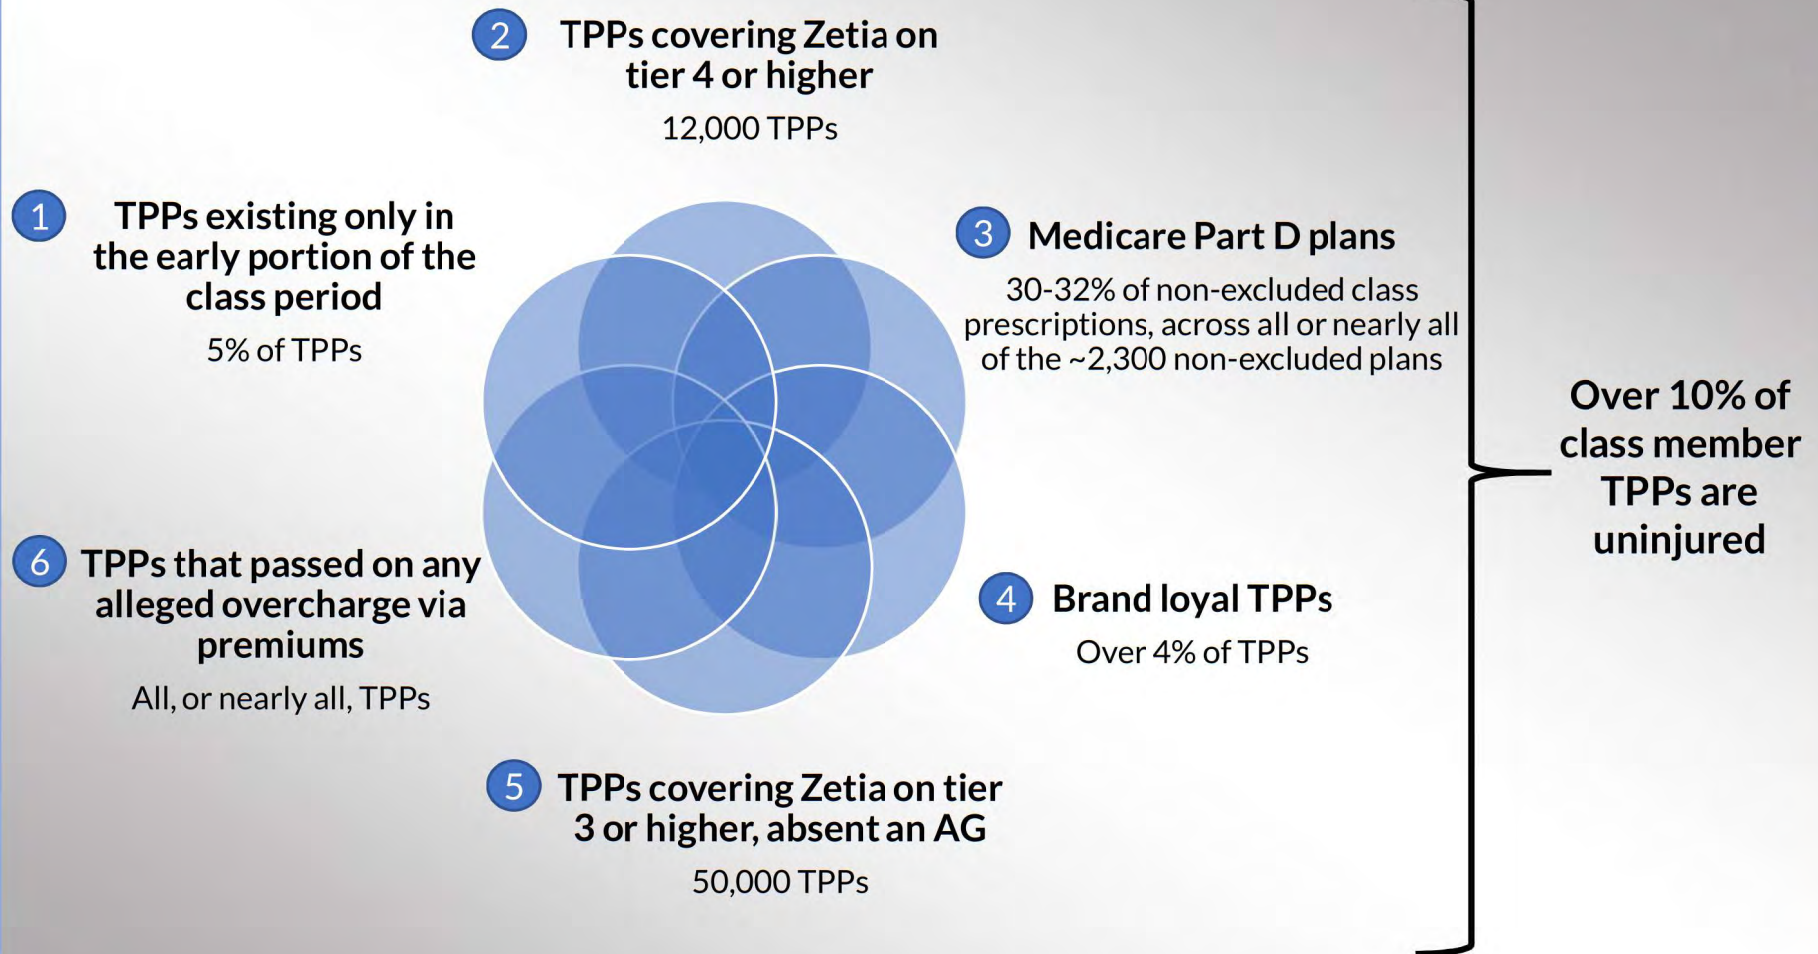 1
TPPs existing only in
the early portion of the
class period
5% of TPPs
2
TPPs covering Zetia on
tier 4 or higher
12,000 TPPs
3
Medicare Part D plans
30-32% of non-excluded class
prescriptions, across all or nearly all
of the ~2,300 non-excluded plans
4
Brand loyal TPPs
Over 4% of TPPs
5
TPPs covering Zetia on tier
3 or higher, absent an AG
50,000 TPPs
6
TPPs that passed on any
alleged overcharge via
premiums
All, or nearly all, TPPs
Over 10% of
class member
TPPs are
uninjured